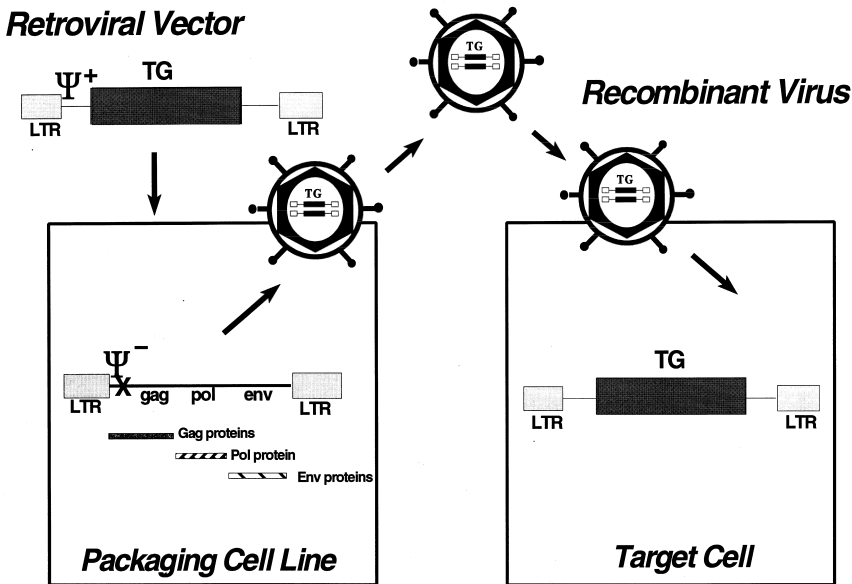 Retroviral Vector
Ψ+
TG
LTR
LTR
TG
Recombinant Virus
TG
TG
Ψ−
X
gag
pol
env
LTR
LTR
Gag proteins
Pol protein
Env proteins
Packaging Cell Line
TG
LTR
LTR
Target Cell